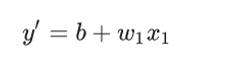 y′ = b + w₁x₁